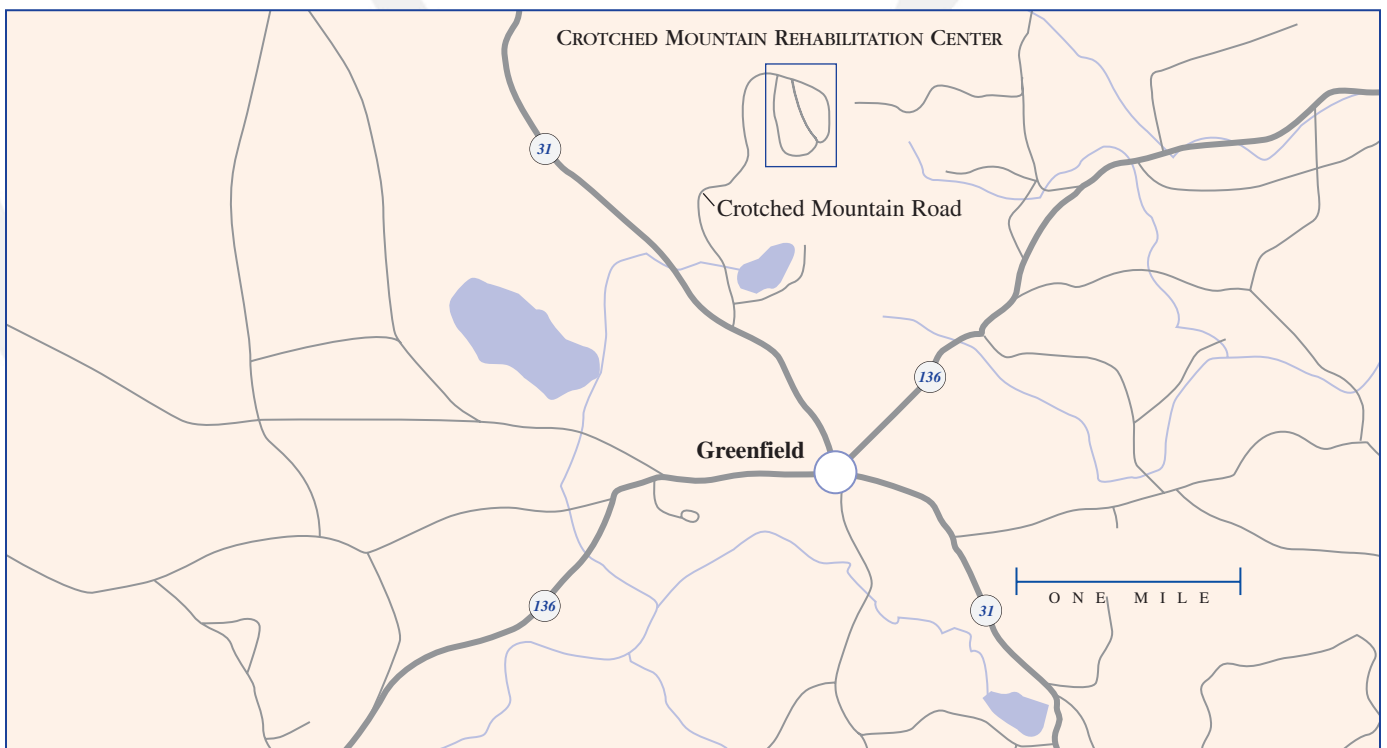 CROTCHED MOUNTAIN REHABILITATION CENTER
31
Crotched Mountain Road
136
Greenfield
136
31
ONE MILE